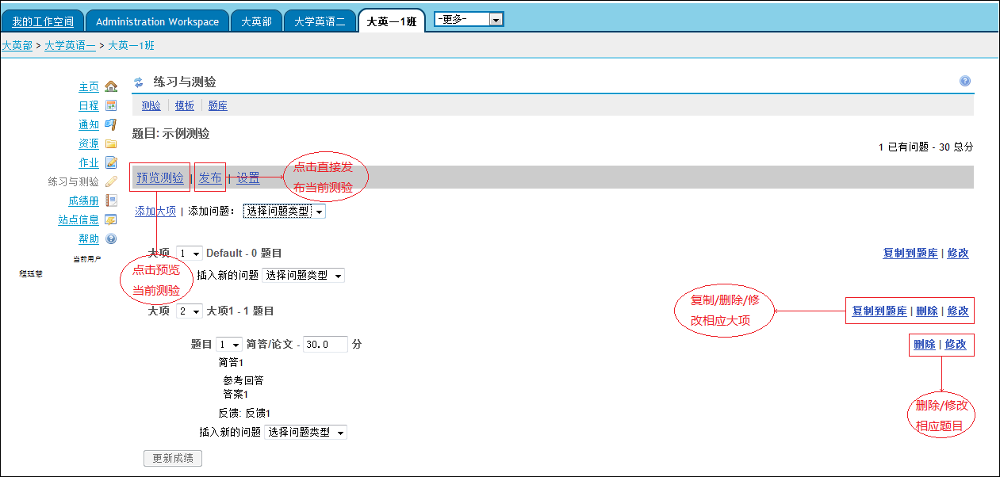 我的工作空间 Administration Workspace 大英部 大学英语二 大英一1班 -更多-
大英部 > 大学英语一 > 大英一1班
主页
日程
通知
资源
作业
练习与测验
成绩册
站点信息
帮助
当前用户
程珏慧
练习与测验
测验 模板 题库
题目: 示例测验
1 已有问题 - 30 总分
预览测验 | 发布 | 设置
点击直接发
布当前测验
添加大项 | 添加问题: 选择问题类型
大项 1 Default - 0 题目 复制到题库 | 修改
点击预览
当前测验
插入新的问题 选择问题类型
大项 2 大项1 - 1 题目 复制到题库 | 删除 | 修改
复制/删除/修
改相应大项
题目 1 简答/论文 - 30.0 分 删除 | 修改
简答1
参考回答
答案1
反馈: 反馈1
删除/修改
相应题目
插入新的问题 选择问题类型
更新成绩